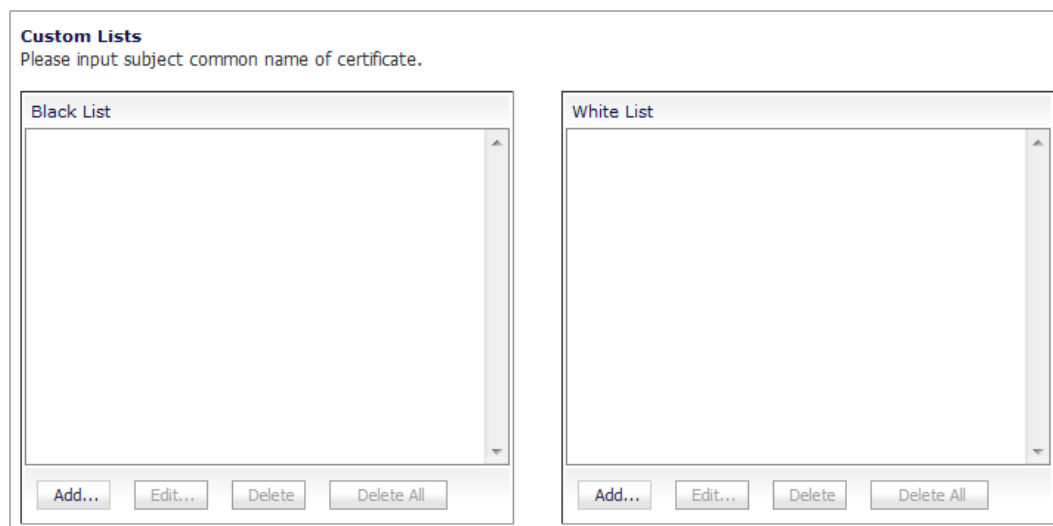 Custom Lists
Please input subject common name of certificate.
Black List
White List
Add... Edit... Delete Delete All
Add... Edit... Delete Delete All